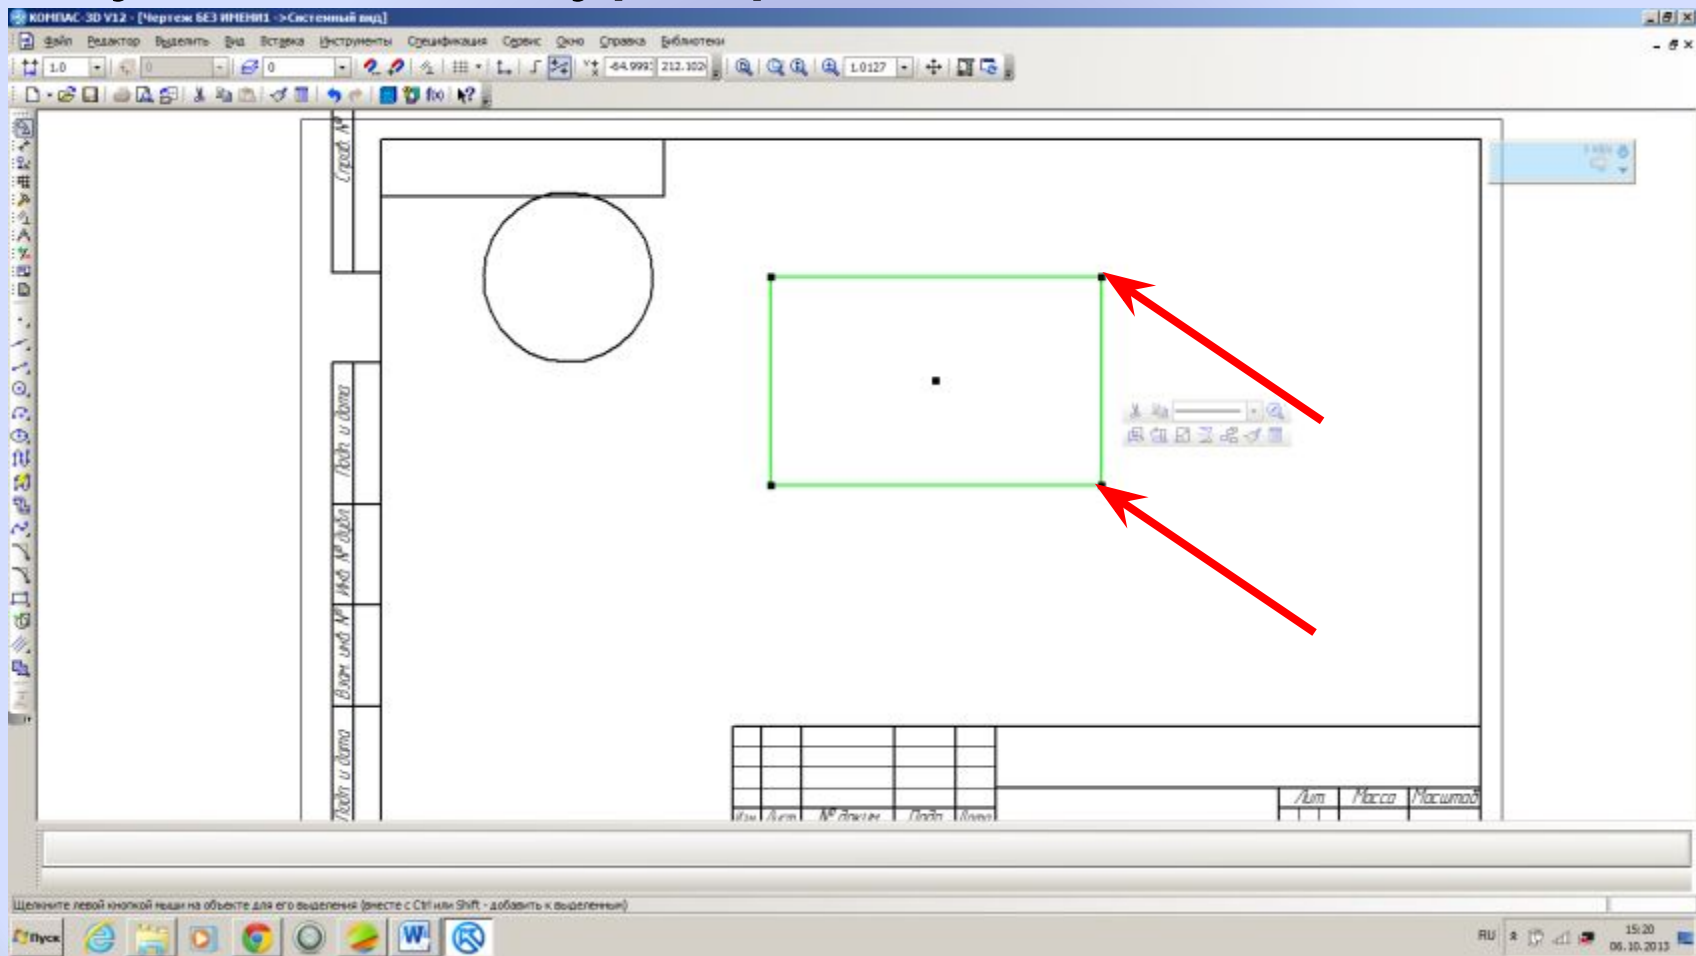 КОМПАС-3D V12 - [Чертеж БЕЗ ИМЕНИ1 ->Системный вид]
Файл Редактор Выделить Вид Вставка Инструменты Спецификация Сервис Окно Справка Библиотеки
1.0 0 0 212.102 1.0127
Справ. №
Подп. и дата
Инв. № дубл.
Взам. инв. №
Подп. и дата
Лит. Масса Масштаб
Изм. Лист № докум. Подп. Дата
Щелкните левой кнопкой мыши на объекте для его выделения (вместе с Ctrl или Shift - добавить к выделенным)
Пуск
RU
15:20
06.10.2013